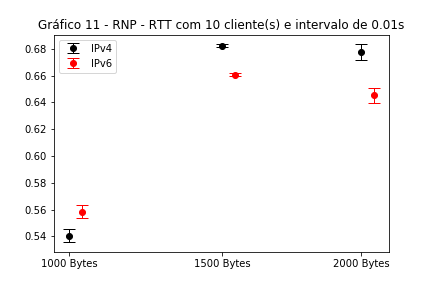 Gráfico 11 - RNP - RTT com 10 cliente(s) e intervalo de 0.01s
IPv4
IPv6
0.68
0.66
0.64
0.62
0.60
0.58
0.56
0.54
1000 Bytes
1500 Bytes
2000 Bytes